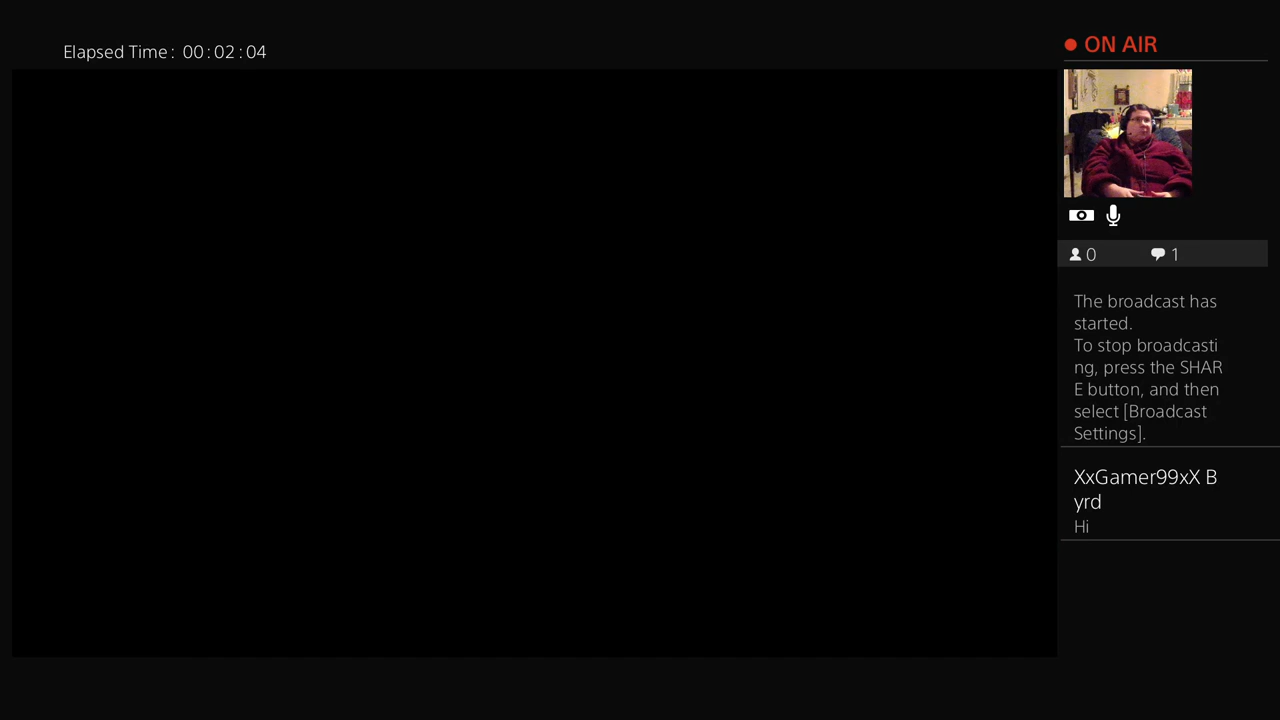 Elapsed Time: 00:02:04
ON AIR
0 1
The broadcast has
started.
To stop broadcasti
ng, press the SHAR
E button, and then
select [Broadcast
Settings].
XxGamer99xX B
yrd
Hi